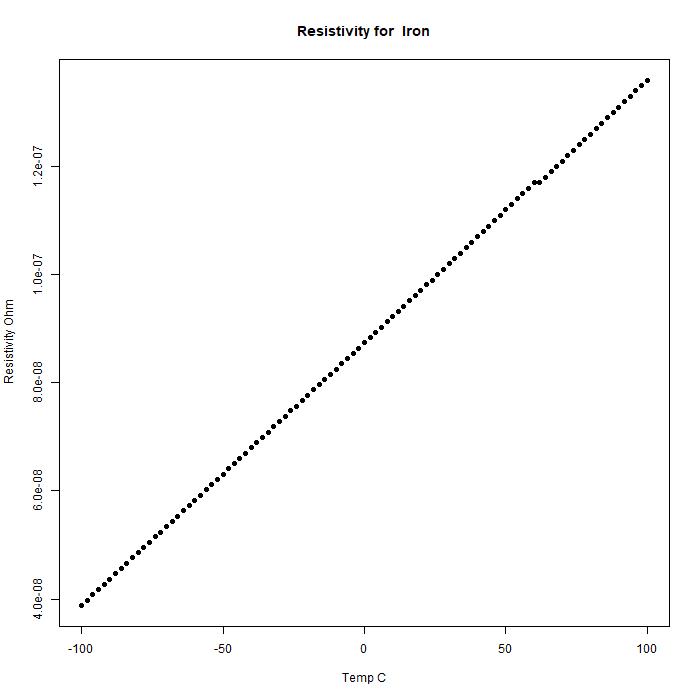 Resistivity for  Iron
Resistivity Ohm
1.2e-07
1.0e-07
8.0e-08
6.0e-08
4.0e-08
-100 -50 0 50 100
Temp C